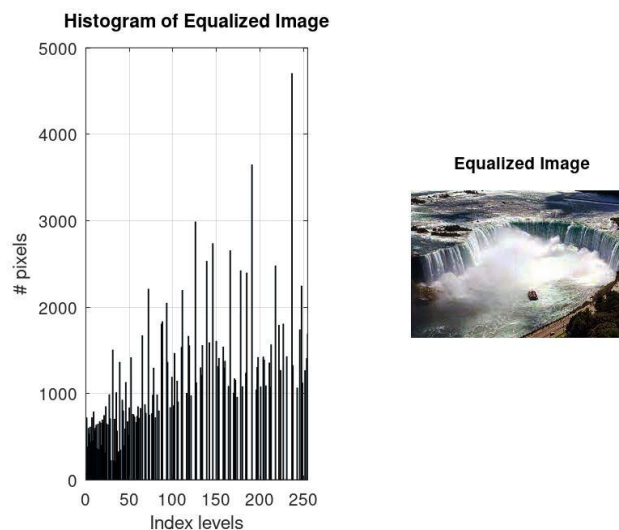 Histogram of Equalized Image
5000
4000
3000
2000
1000
0
# pixels
0 50 100 150 200 250
Index levels
Equalized Image